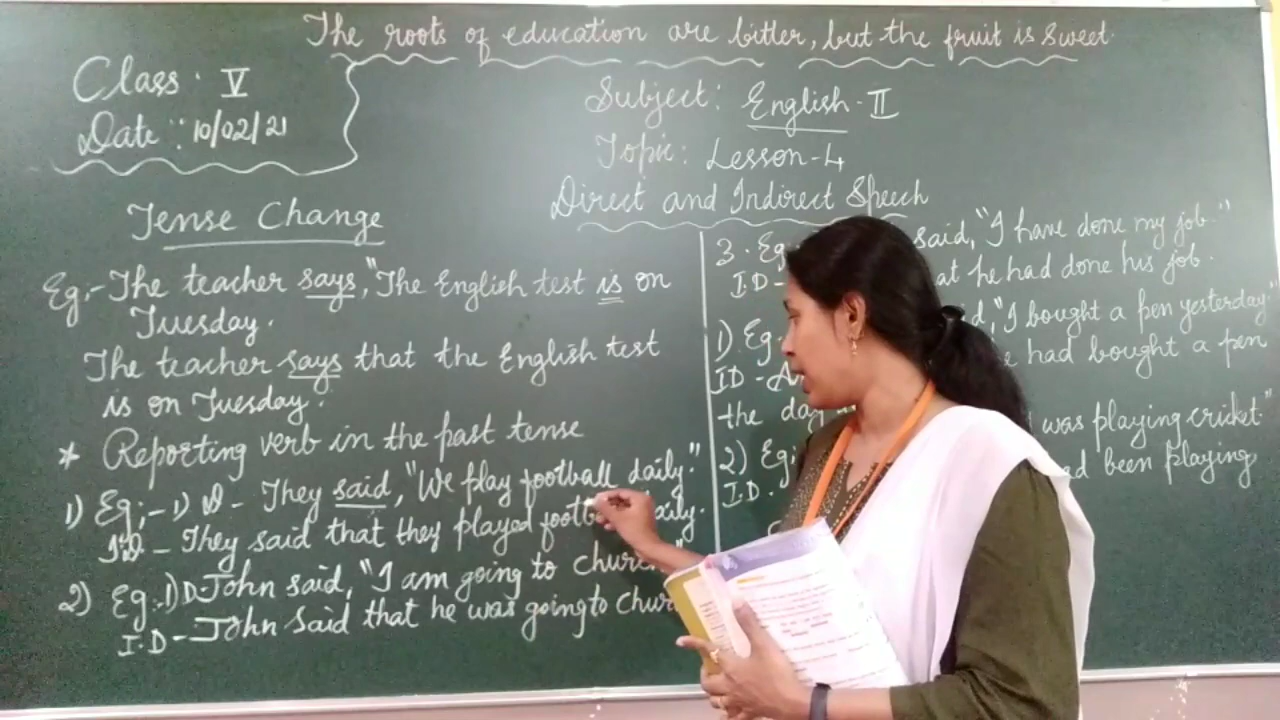 The roots of education are bitter, but the fruit is sweet
Class : V
Date : 10/02/21
Subject: English - II
Topic: Lesson-4
Direct and Indirect Speech
Tense Change
Eg:- The teacher says, "The English test is on
Tuesday.
The teacher says that the English test
is on Tuesday.
* Reporting verb in the past tense
1) Eg:- 1) D - They said, "We play football daily."
I.D. - They said that they played daily.
2) Eg:-1) D-John said, "I am going to
I.D - John said that he was going to
3. Eg said, "I have done my job."
I.D - he had done his job.
1) Eg "I bought a pen yesterday."
ID - had bought a pen
the day
2) Eg was playing cricket."
I.D. been playing